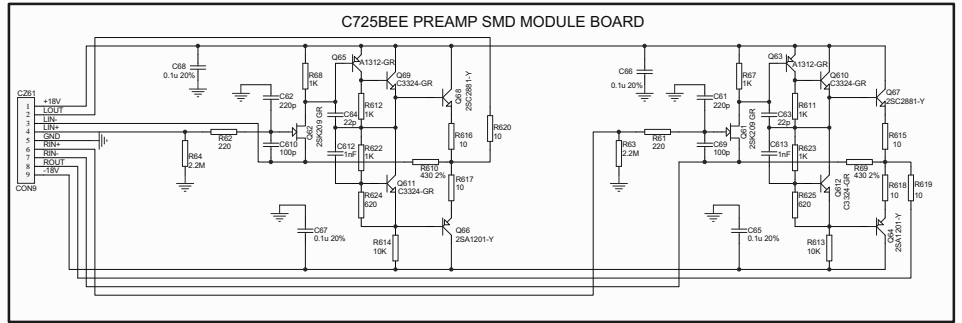 C725BEE PREAMP SMD MODULE BOARD
CZ61
1 +18V
2 LOUT
3 LIN-
4 LIN+
5 GND
6 RIN+
7 RIN-
8 ROUT
9 -18V
CON9
C68
0.1u 20%
R64
2.2M
R62
220
C62
220p
C610
100p
R68
1K
Q62
2SK209 GR
Q65
A1312-GR
Q69
C3324-GR
R612
1K
C64
22p
C612
1nF
R622
1K
Q611
C3324-GR
R624
620
R614
10K
C67
0.1u 20%
Q68
2SC2881-Y
R616
10
R610
430 2%
R617
10
Q66
2SA1201-Y
R620
10
C66
0.1u 20%
R63
2.2M
R61
220
C61
220p
C69
100p
R67
1K
Q61
2SK209 GR
Q63
A1312-GR
Q610
C3324-GR
R611
1K
C63
22p
C613
1nF
R623
1K
Q612
C3324-GR
R625
620
R613
10K
C65
0.1u 20%
Q67
2SC2881-Y
R615
10
R69
430 2%
R618
10
R619
10
Q64
2SA1201-Y